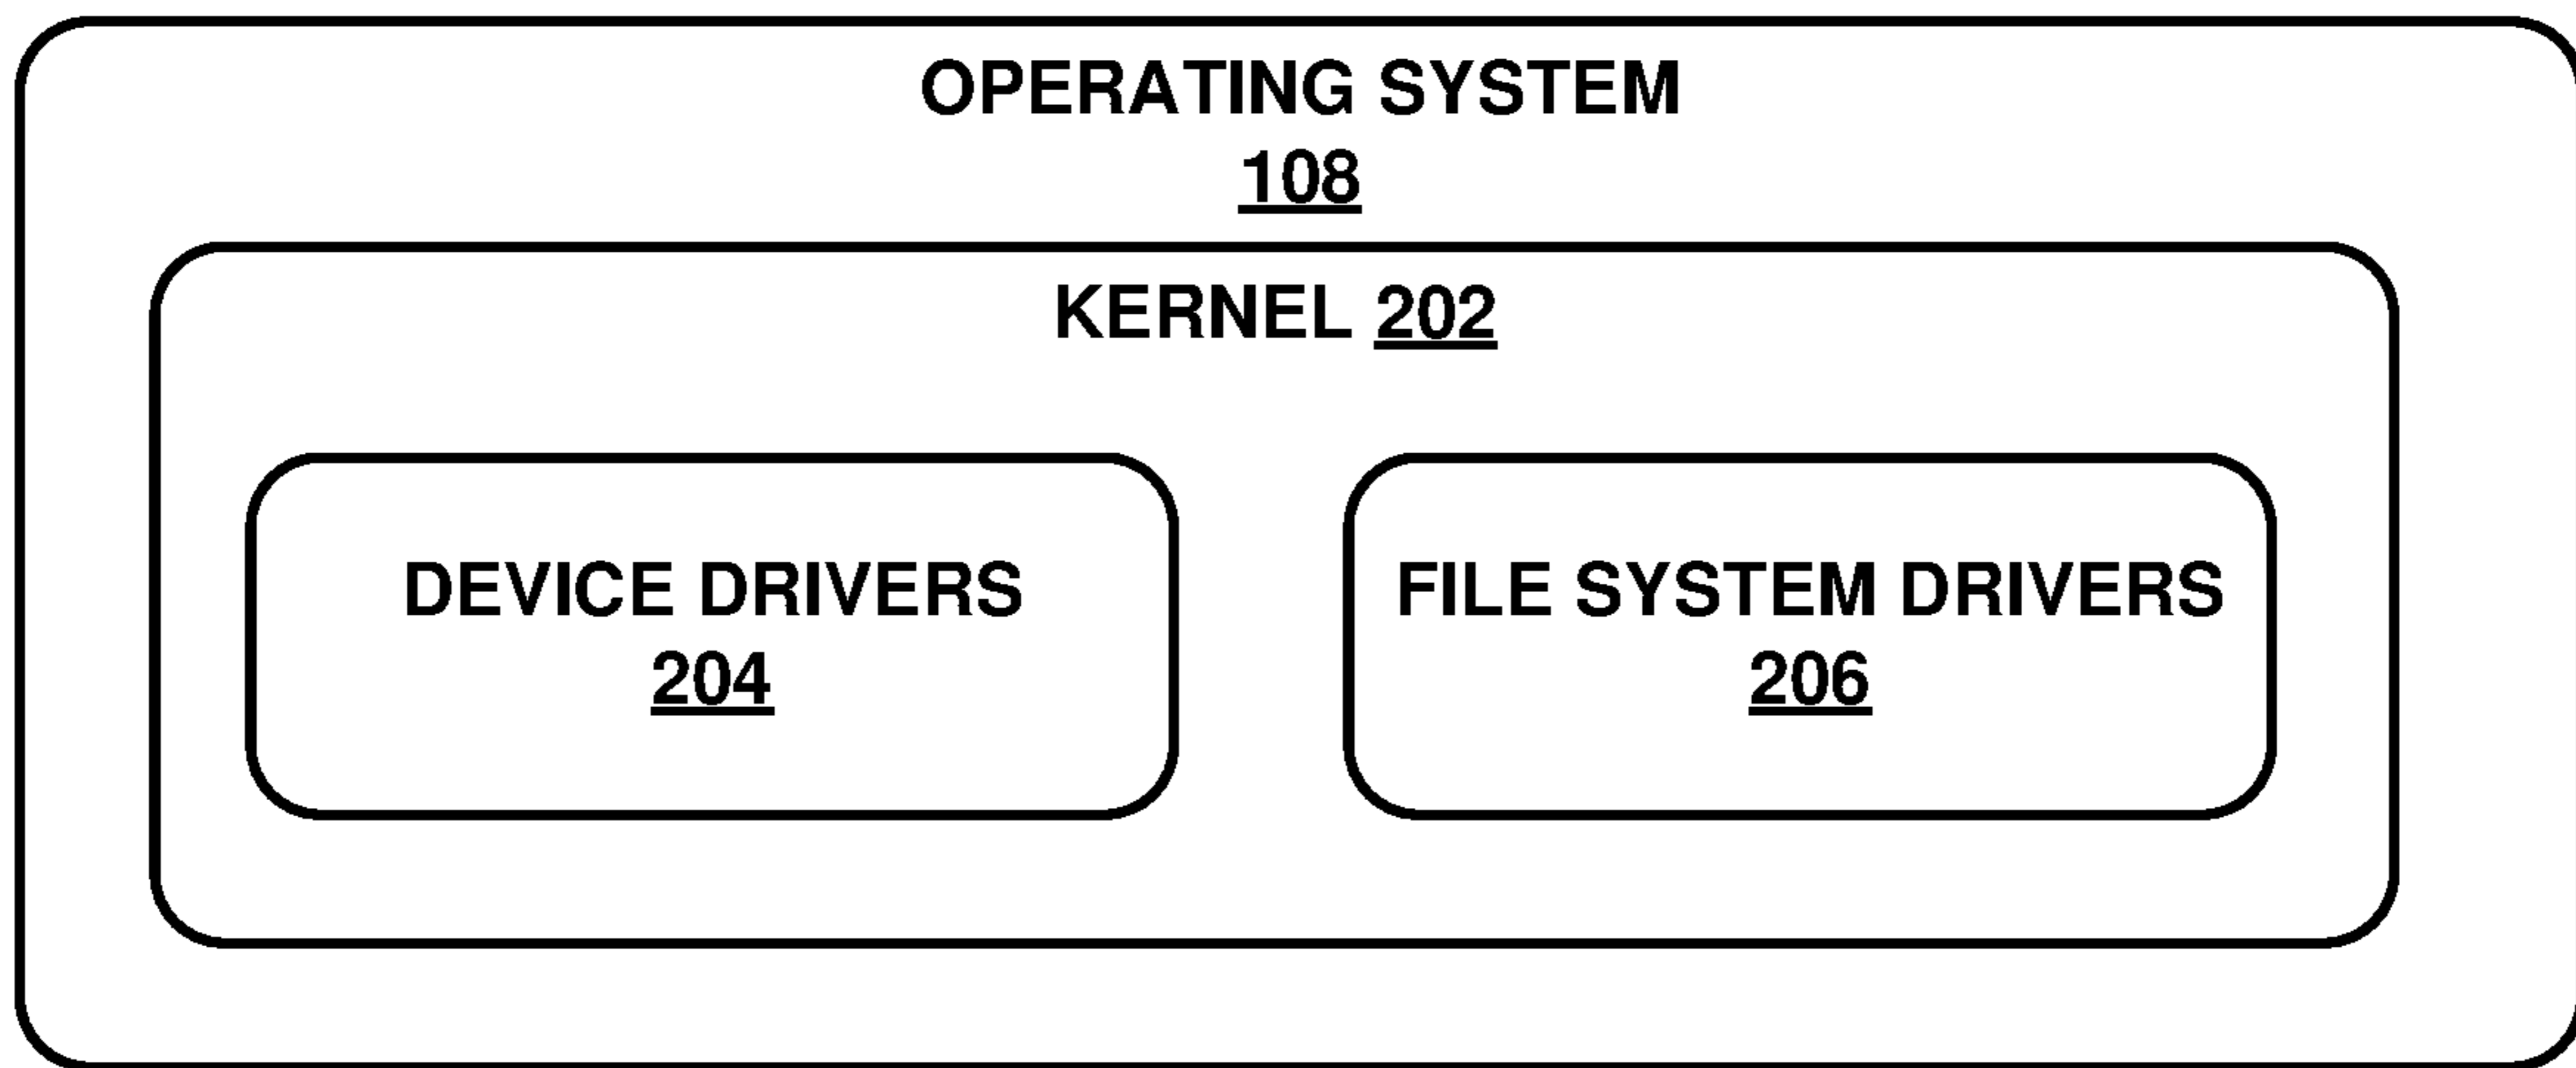 OPERATING SYSTEM
108
KERNEL 202
DEVICE DRIVERS
204
FILE SYSTEM DRIVERS
206